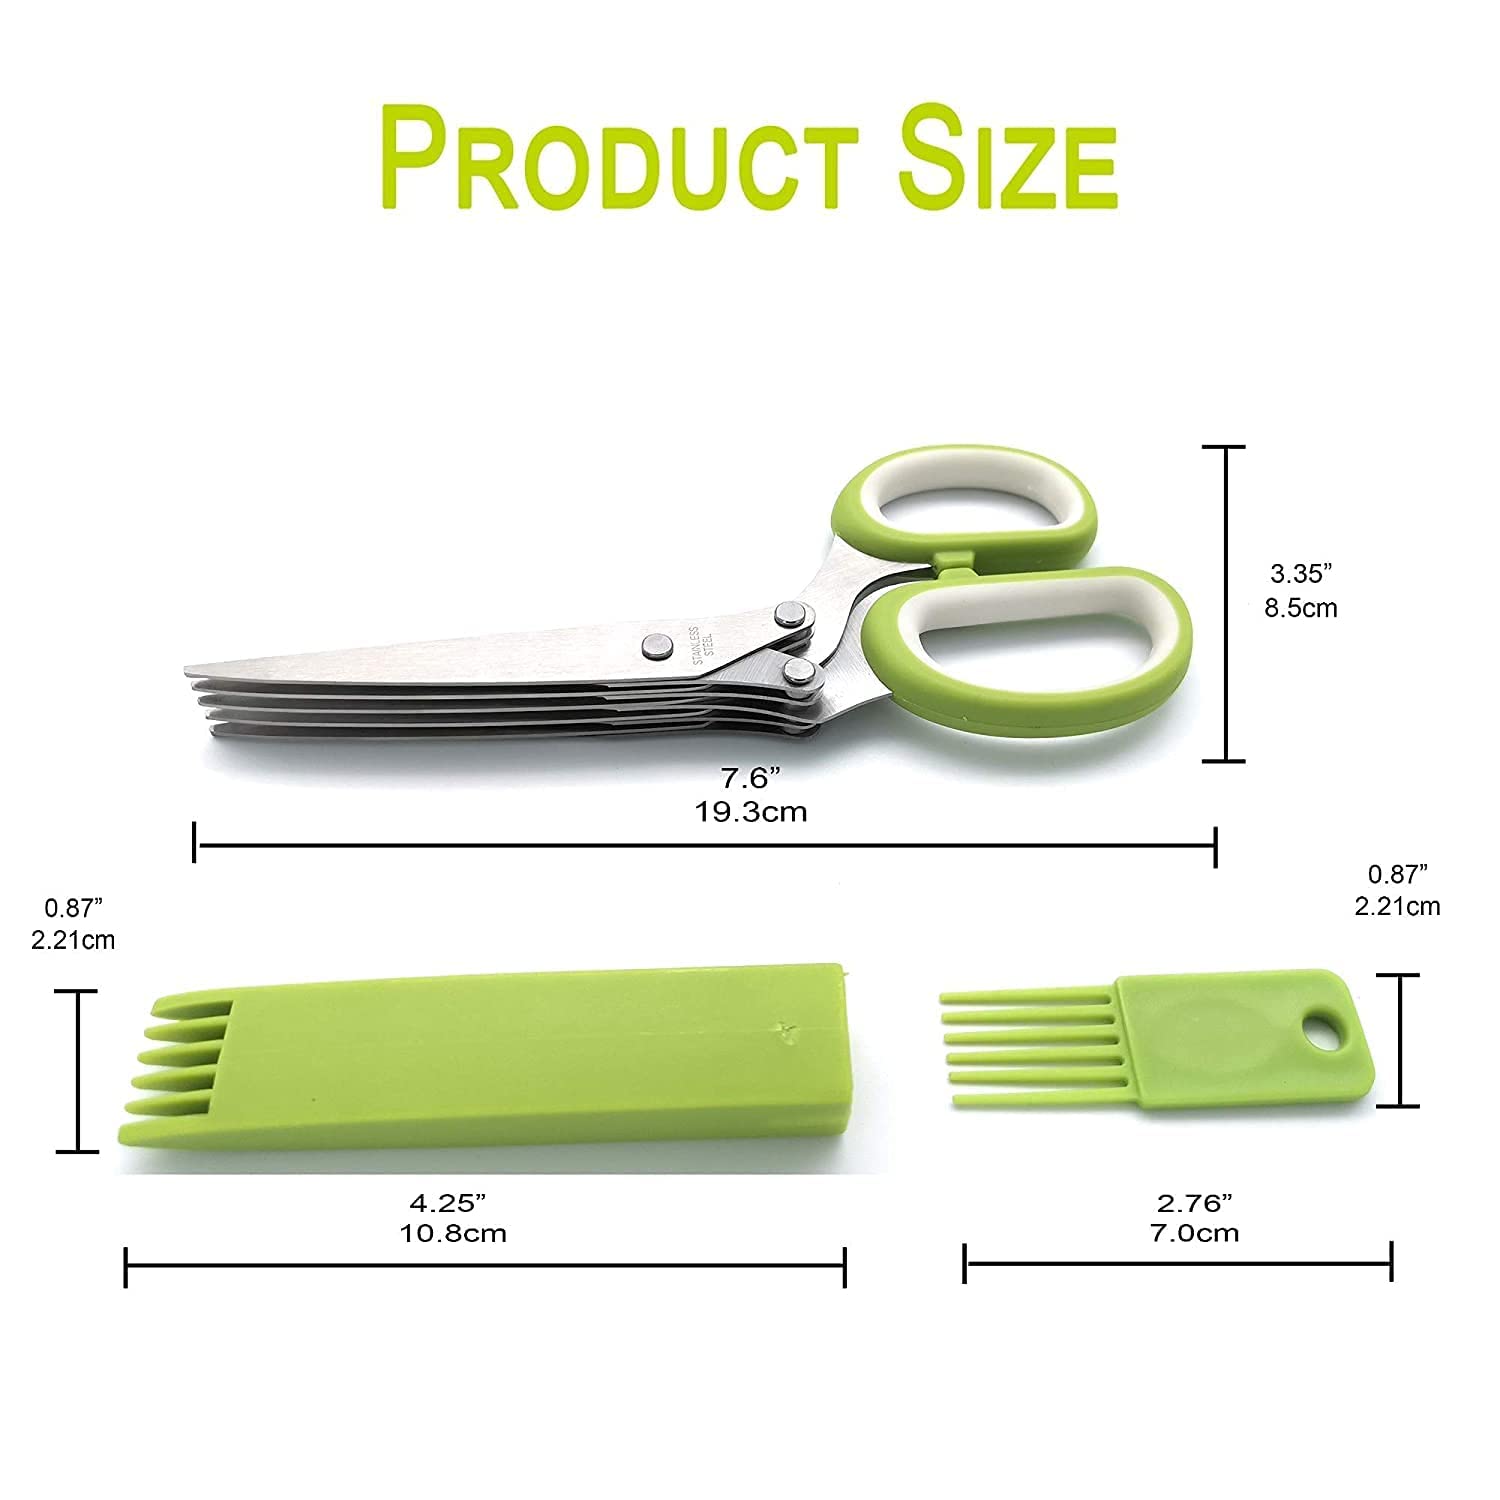 PRODUCT SIZE
STAINLESS
STEEL
3.35”
8.5cm
7.6”
19.3cm
0.87”
2.21cm
0.87”
2.21cm
4.25”
10.8cm
2.76”
7.0cm